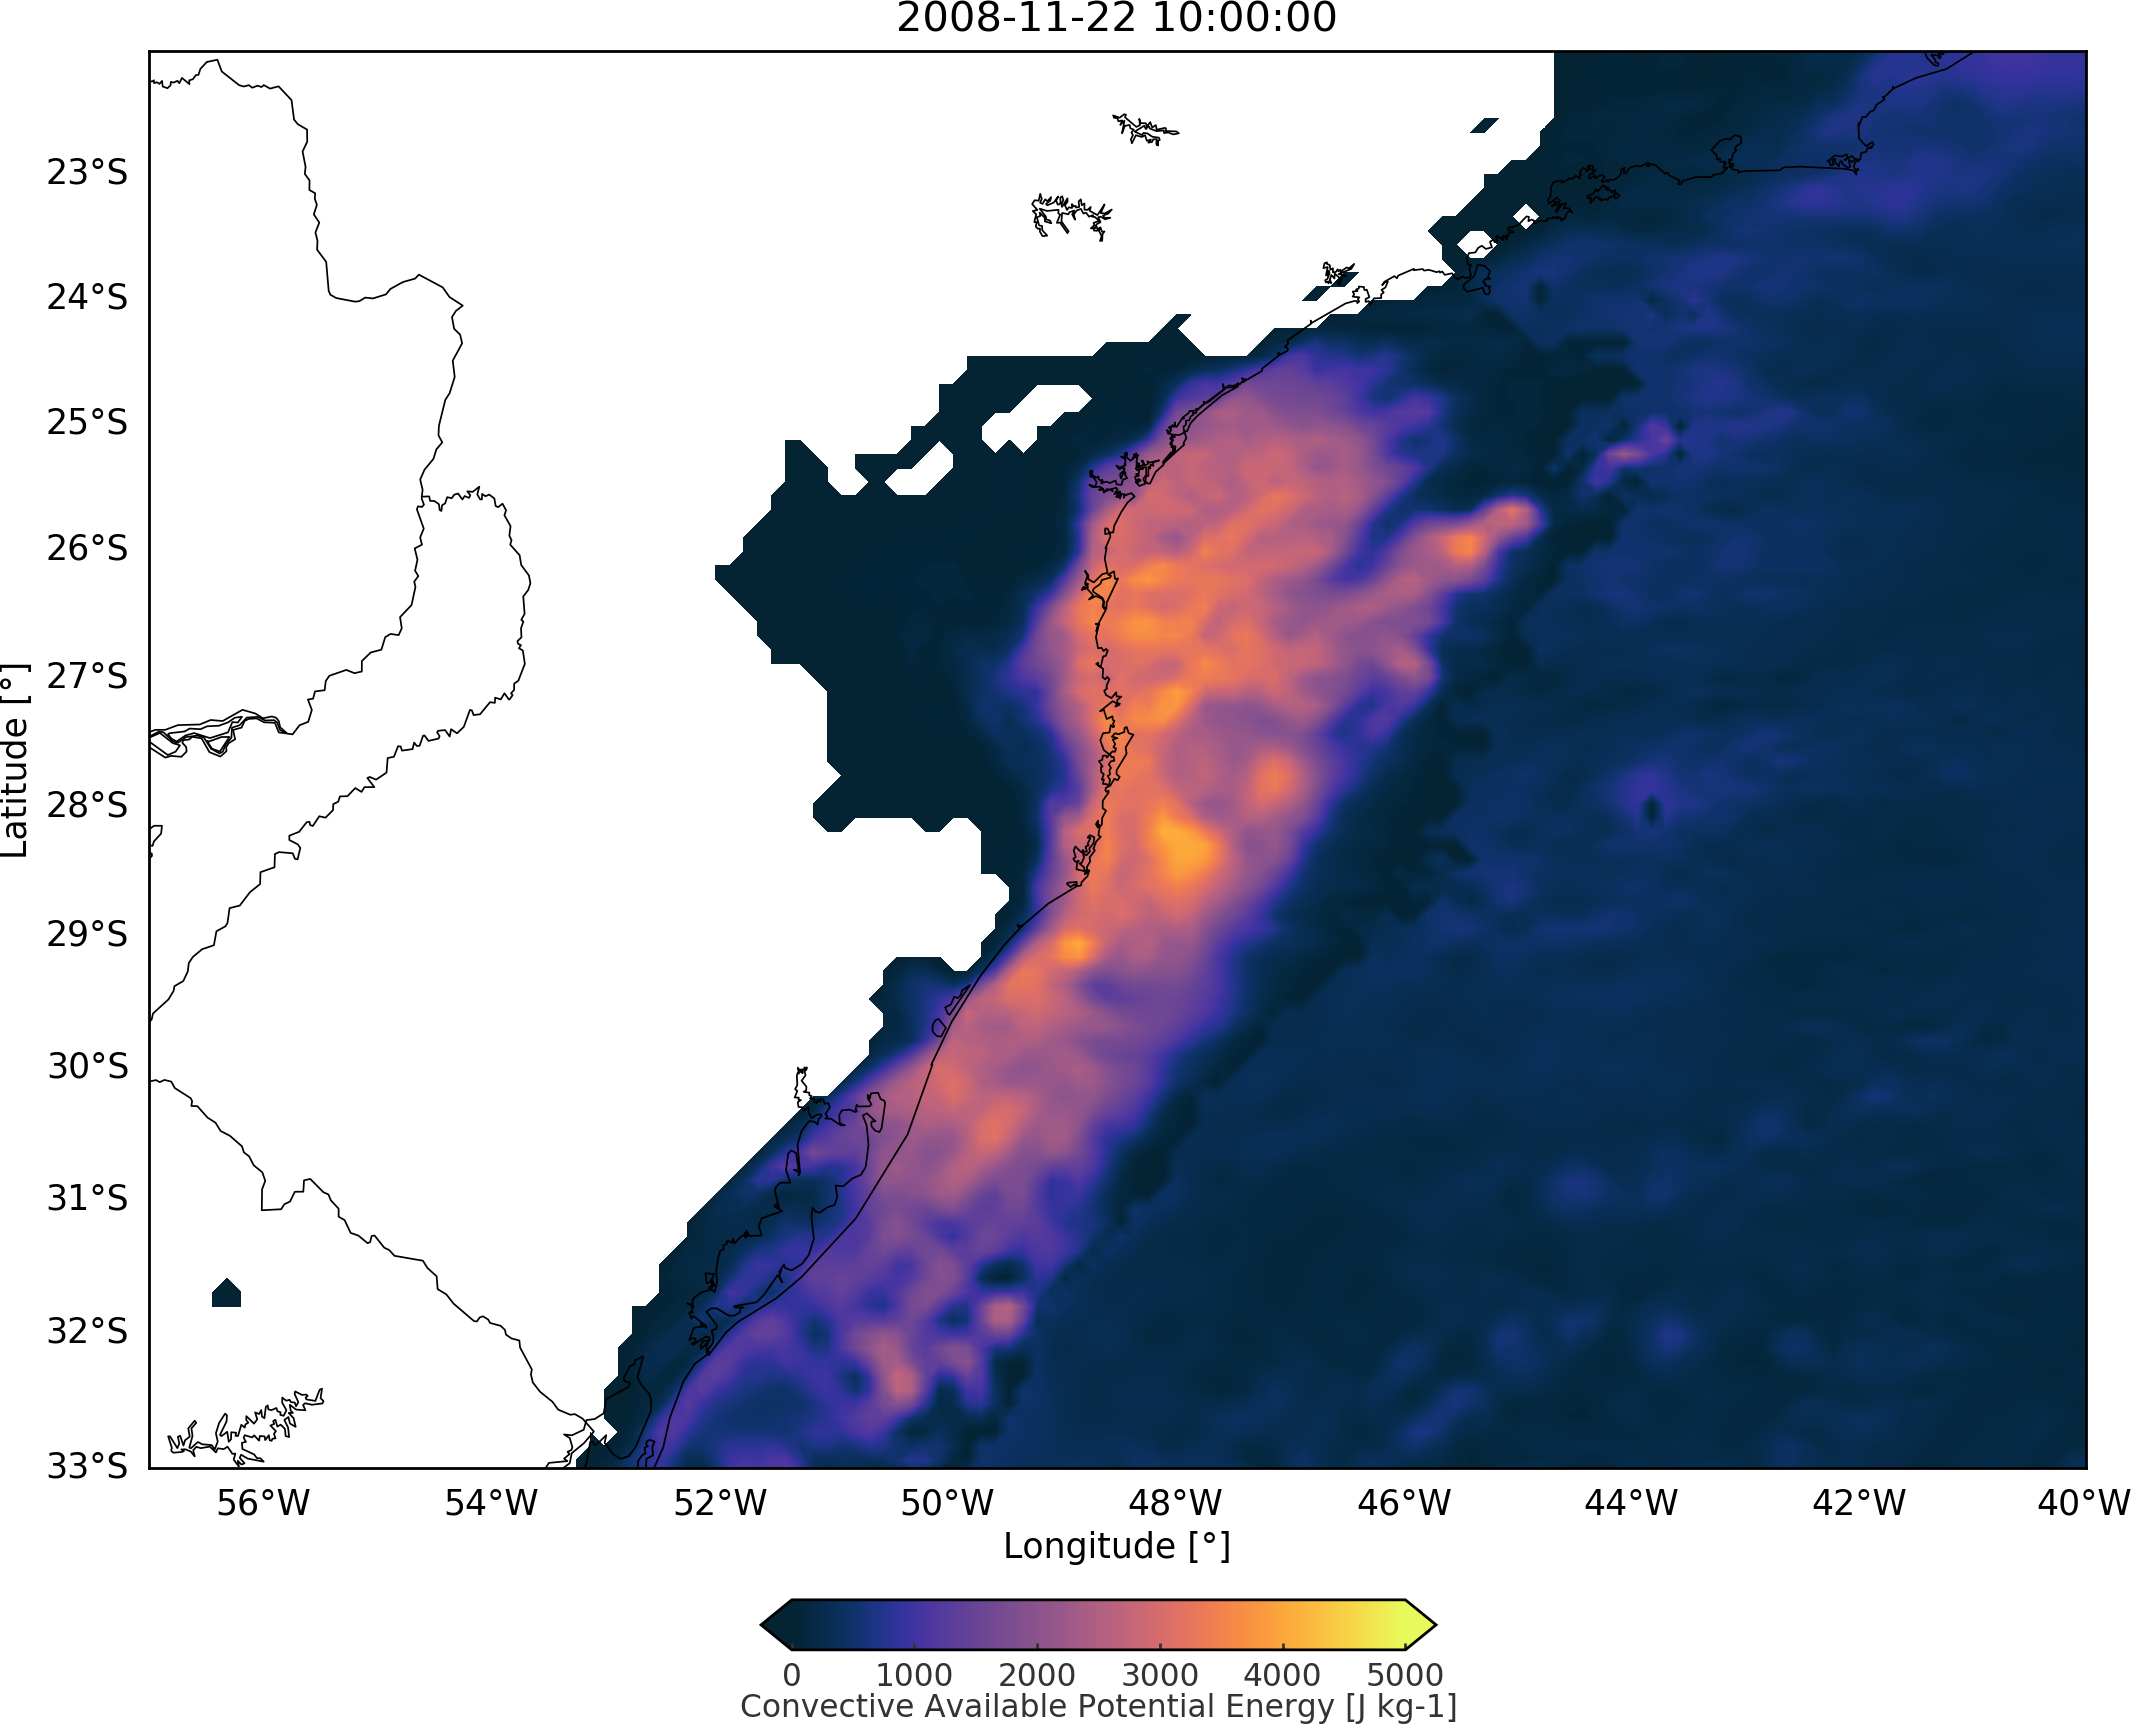 2008-11-22 10:00:00
23°S
24°S
25°S
26°S
27°S
28°S
29°S
30°S
31°S
32°S
33°S
Latitude [°]
56°W 54°W 52°W 50°W 48°W 46°W 44°W 42°W 40°W
Longitude [°]
0 1000 2000 3000 4000 5000
Convective Available Potential Energy [J kg-1]